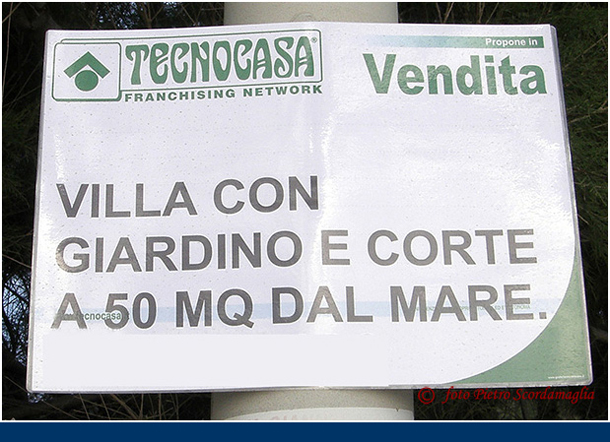 TECNOCASA®
FRANCHISING NETWORK
Propone in
Vendita
VILLA CON
GIARDINO E CORTE
A 50 MQ DAL MARE.
© foto Pietro Scordamaglia